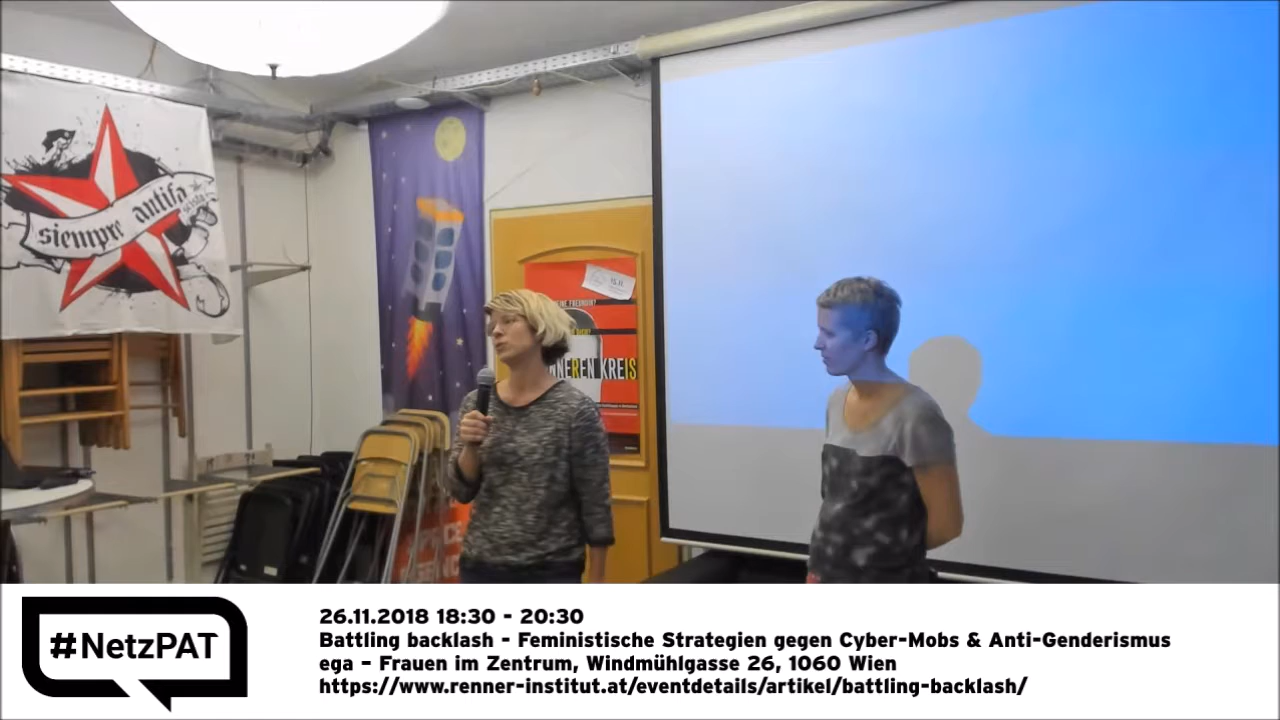 siempre antifa
NNEREN KREIS
#NetzPAT
26.11.2018 18:30 - 20:30
Battling backlash - Feministische Strategien gegen Cyber-Mobs & Anti-Genderismus
ega – Frauen im Zentrum, Windmühlgasse 26, 1060 Wien
https://www.renner-institut.at/eventdetails/artikel/battling-backlash/